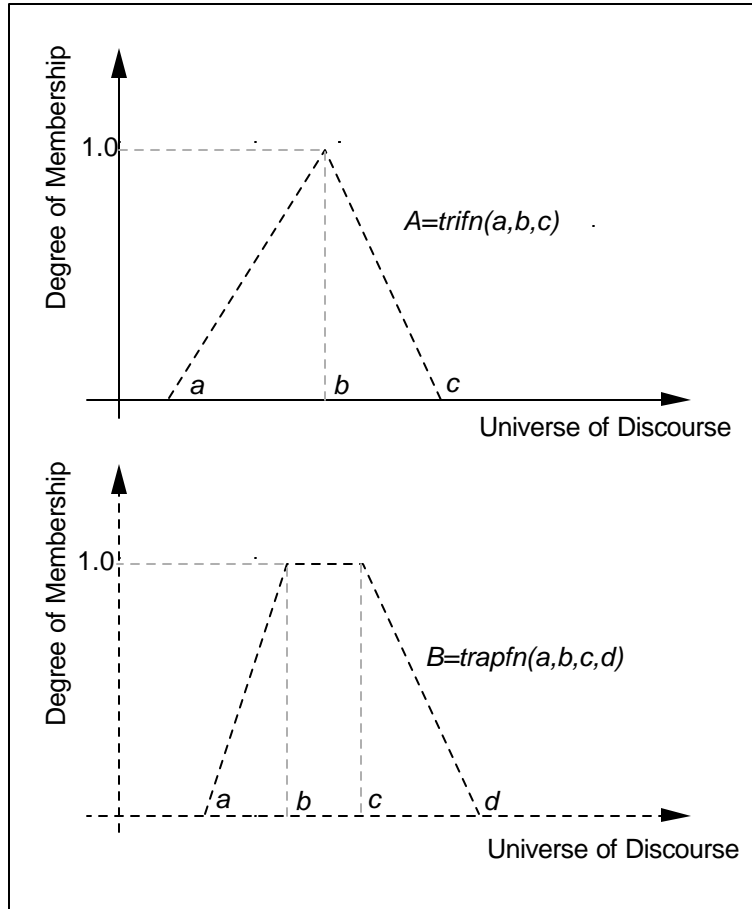 Degree of Membership
1.0
A=trifn(a,b,c)
a
b
c
Universe of Discourse
Degree of Membership
1.0
B=trapfn(a,b,c,d)
a
b
c
d
Universe of Discourse